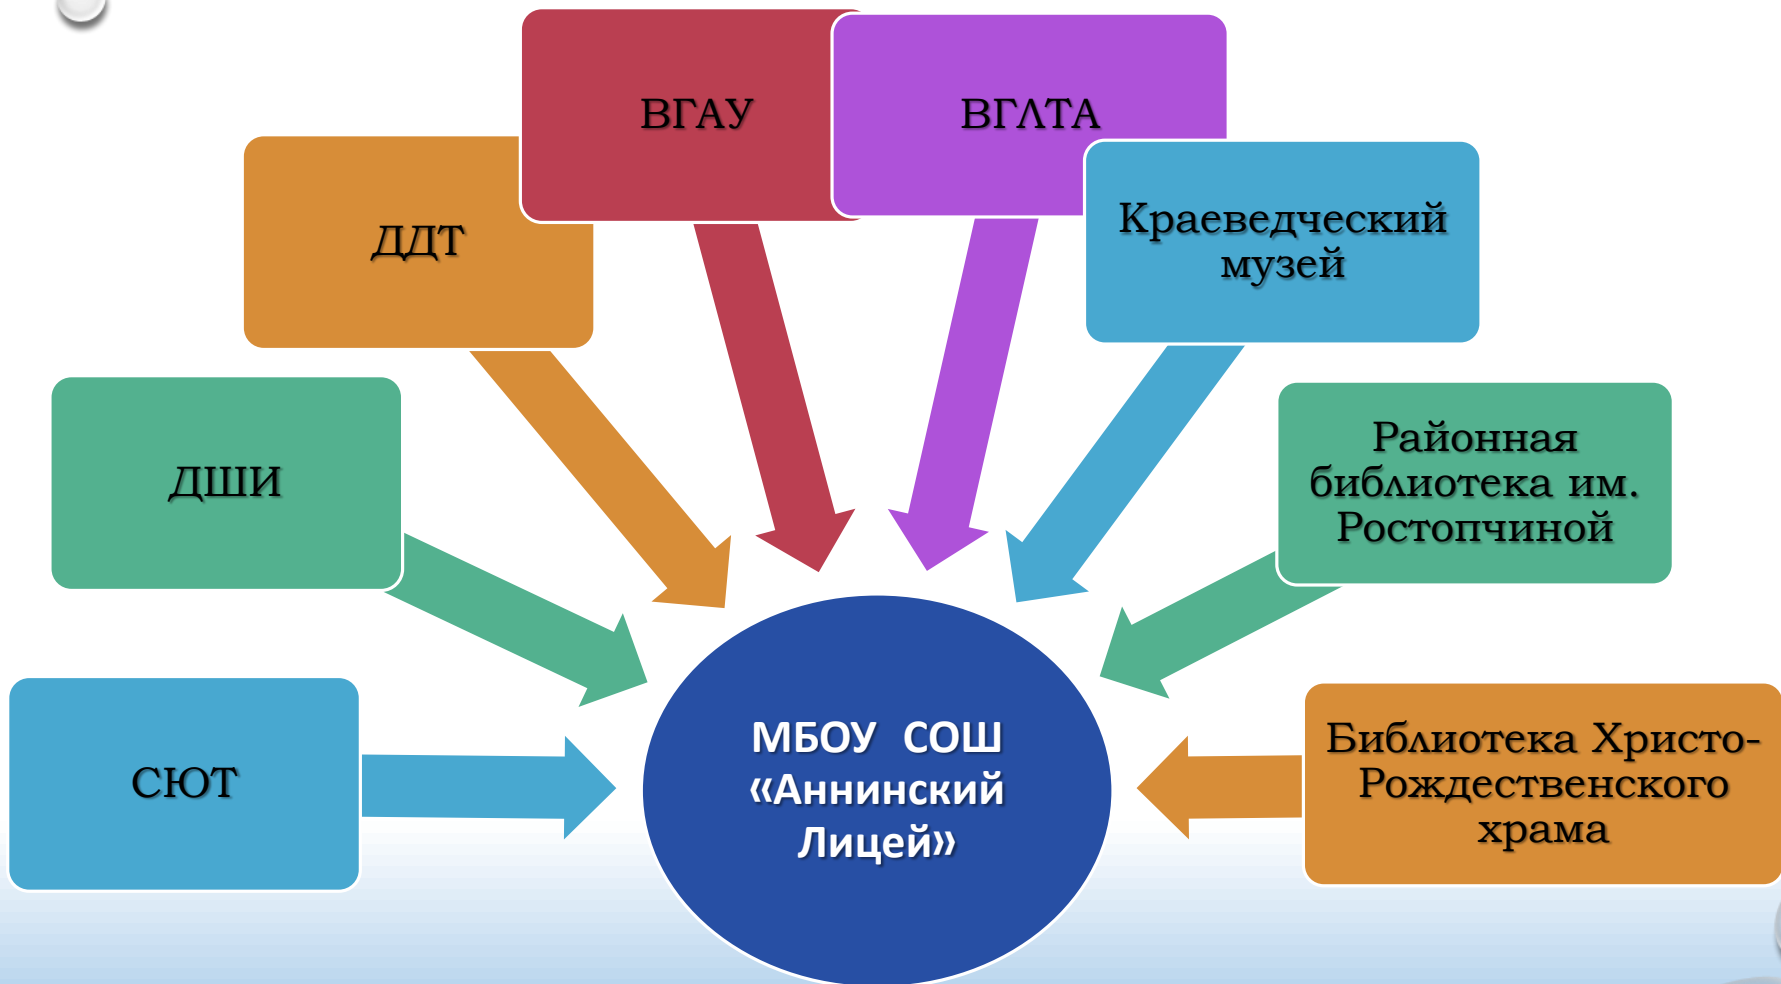 ВГАУ
ВГЛТА
ДДТ
Краеведческий
музей
ДШИ
Районная
библиотека им.
Ростопчиной
СЮТ
МБОУ СОШ
«Аннинский
Лицей»
Библиотека Христо-
Рождественского
храма